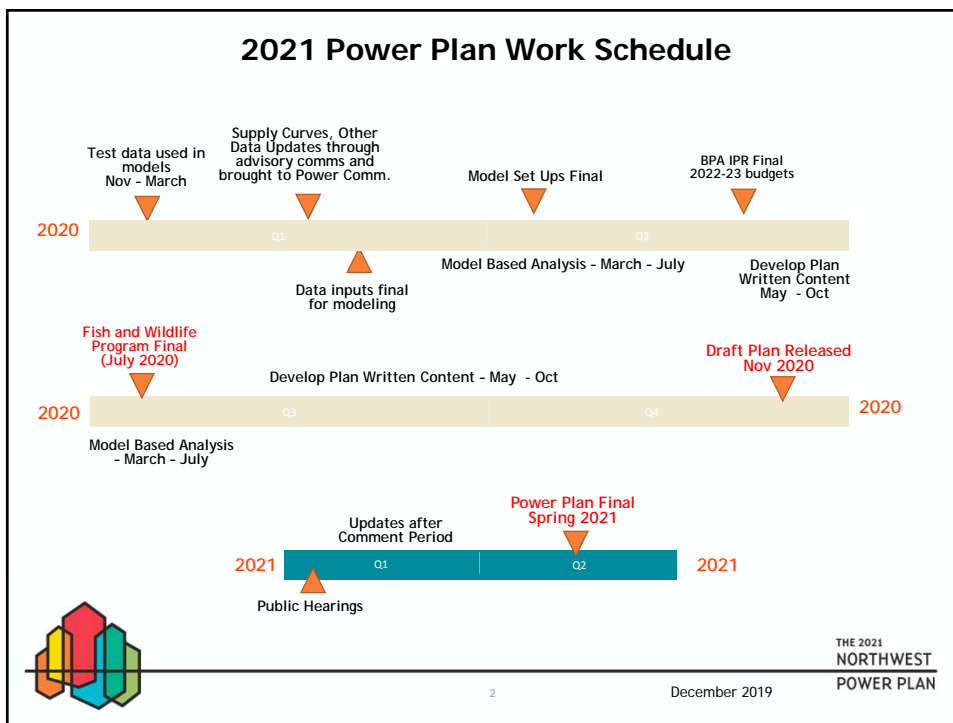 2021 Power Plan Work Schedule
Test data used in
models
Nov – March
Supply Curves, Other
Data Updates through
advisory comms and
brought to Power Comm.
Model Set Ups Final
BPA IPR Final
2022-23 budgets
2020
Q1
Q2
Data inputs final
for modeling
Model Based Analysis – March – July
Develop Plan
Written Content
May - Oct
Fish and Wildlife
Program Final
(July 2020)
Develop Plan Written Content – May - Oct
Draft Plan Released
Nov 2020
2020
Q3
Q4
2020
Model Based Analysis
– March – July
Updates after
Comment Period
Power Plan Final
Spring 2021
2021
Q1
Q2
2021
Public Hearings
2
December 2019
THE 2021
NORTHWEST
POWER PLAN